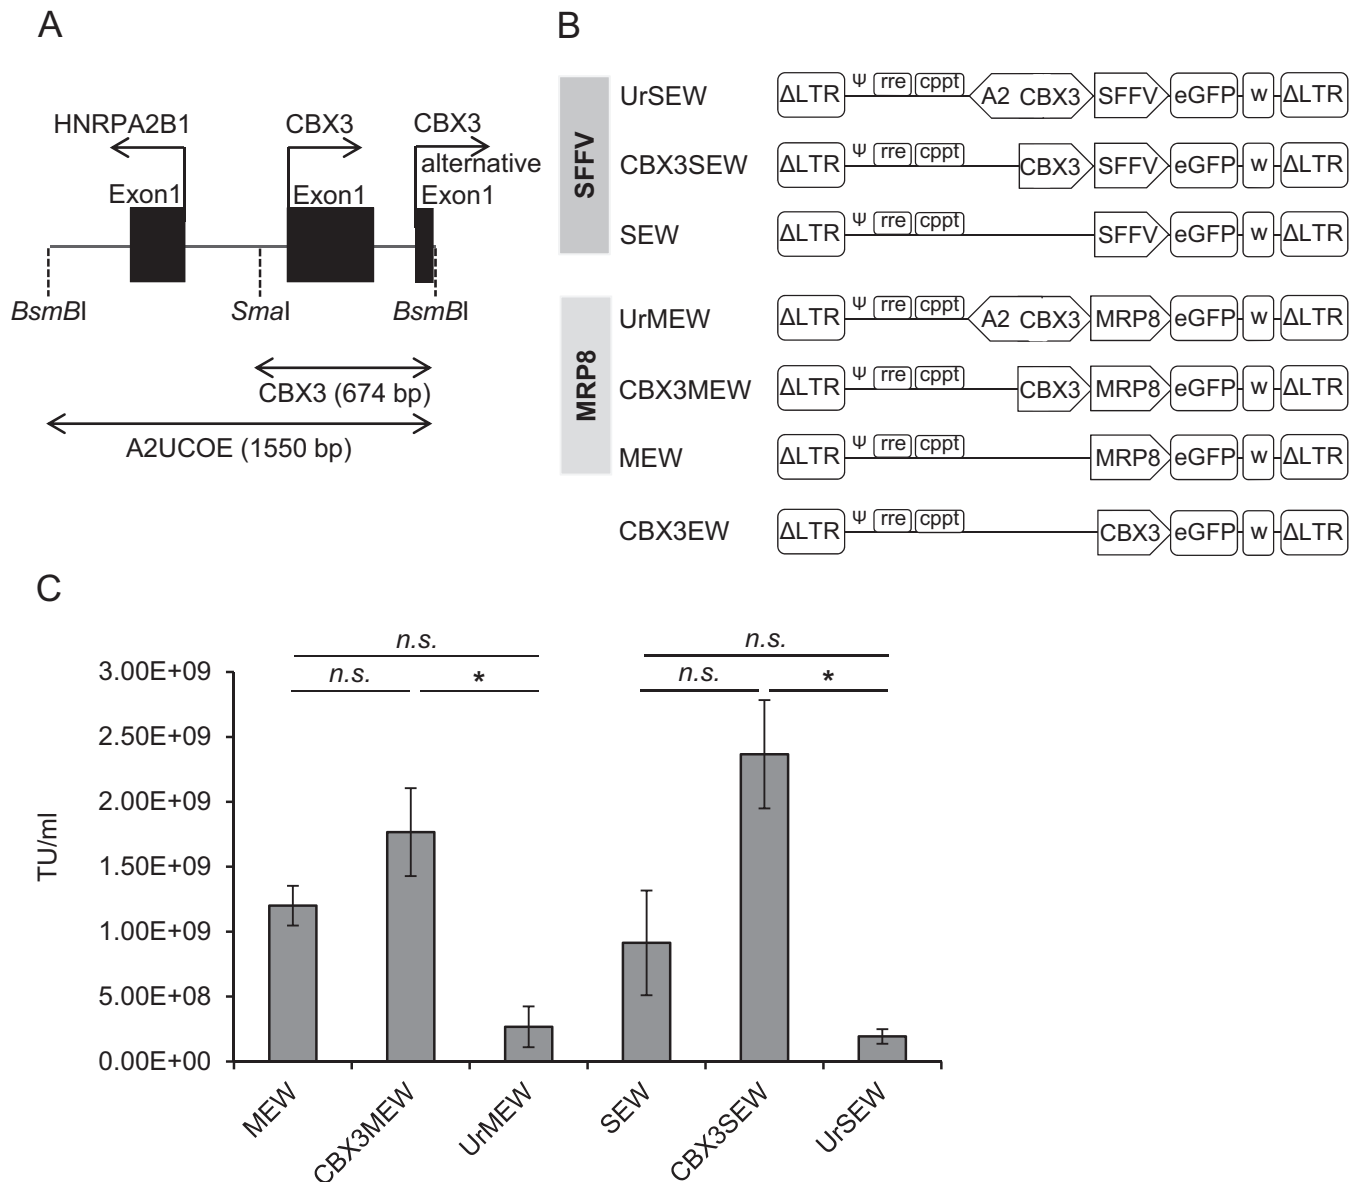 A
HNRPA2B1
CBX3
CBX3
alternative
Exon1
Exon1
Exon1
BsmBI
SmaI
BsmBI
CBX3 (674 bp)
A2UCOE (1550 bp)
B
SFFV
UrSEW
ΔLTR Ψ rre cppt A2 CBX3 SFFV eGFP w ΔLTR
CBX3SEW
ΔLTR Ψ rre cppt CBX3 SFFV eGFP w ΔLTR
SEW
ΔLTR Ψ rre cppt SFFV eGFP w ΔLTR
MRP8
UrMEW
ΔLTR Ψ rre cppt A2 CBX3 MRP8 eGFP w ΔLTR
CBX3MEW
ΔLTR Ψ rre cppt CBX3 MRP8 eGFP w ΔLTR
MEW
ΔLTR Ψ rre cppt MRP8 eGFP w ΔLTR
CBX3EW
ΔLTR Ψ rre cppt CBX3 eGFP w ΔLTR
C
n.s.
n.s.
n.s.
*
n.s.
*
3.00E+09
2.50E+09
2.00E+09
1.50E+09
1.00E+09
5.00E+08
0.00E+00
TU/ml
MEW
CBX3MEW
UrMEW
SEW
CBX3SEW
UrSEW